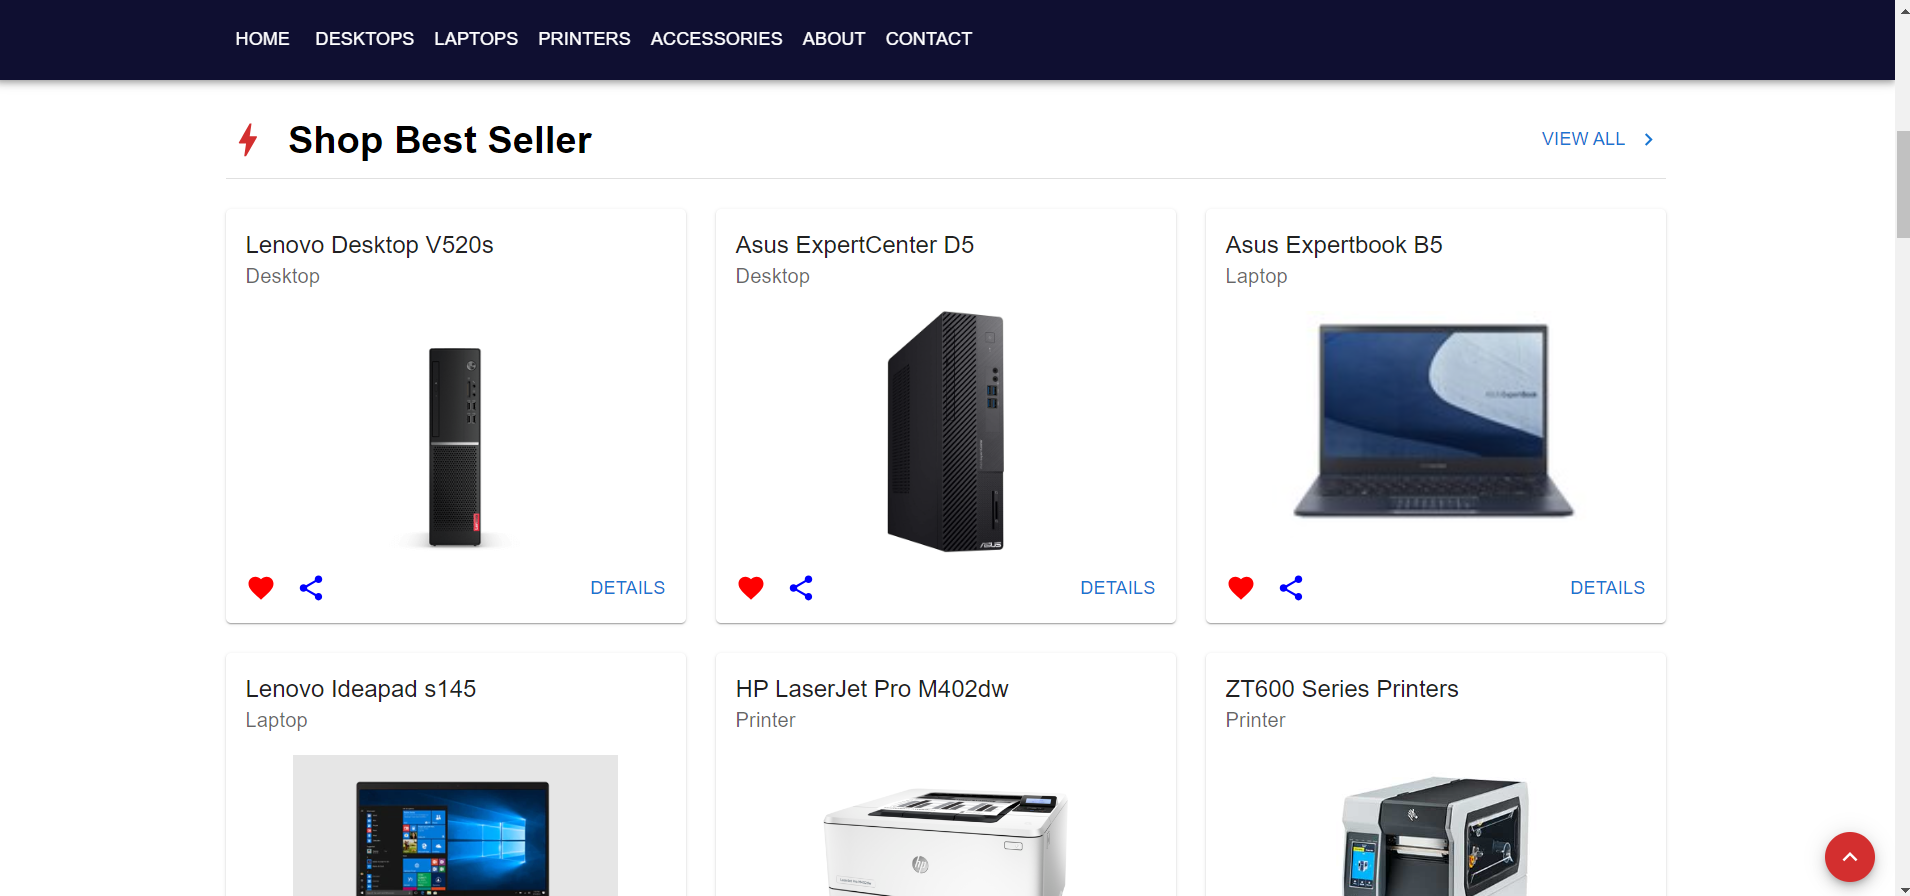 HOME DESKTOPS LAPTOPS PRINTERS ACCESSORIES ABOUT CONTACT
Shop Best Seller
VIEW ALL
Lenovo Desktop V520s
Desktop
DETAILS
Asus ExpertCenter D5
Desktop
ASUS
DETAILS
Asus Expertbook B5
Laptop
DETAILS
Lenovo Ideapad s145
Laptop
HP LaserJet Pro M402dw
Printer
hp
ZT600 Series Printers
Printer